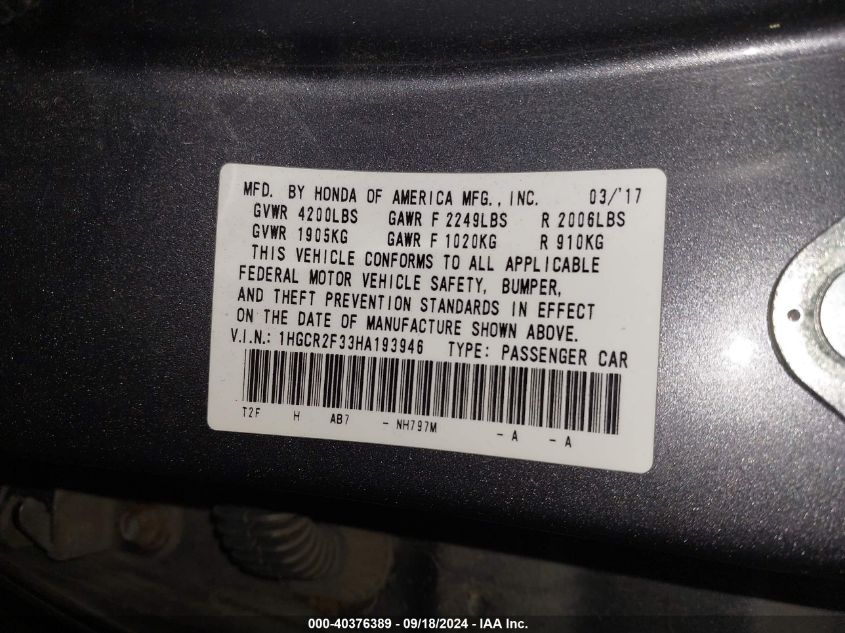 MFD. BY HONDA OF AMERICA MFG., INC. 03/'17
GVWR 4200LBS GAWR F 2249LBS R 2006LBS
GVWR 1905KG GAWR F 1020KG R 910KG
THIS VEHICLE CONFORMS TO ALL APPLICABLE
FEDERAL MOTOR VEHICLE SAFETY, BUMPER,
AND THEFT PREVENTION STANDARDS IN EFFECT
ON THE DATE OF MANUFACTURE SHOWN ABOVE.
V.I.N.: 1HGCR2F33HA193946 TYPE: PASSENGER CAR
T2F H AB7 - NH797M - A - A
000-40376389 - 09/18/2024 - IAA Inc.